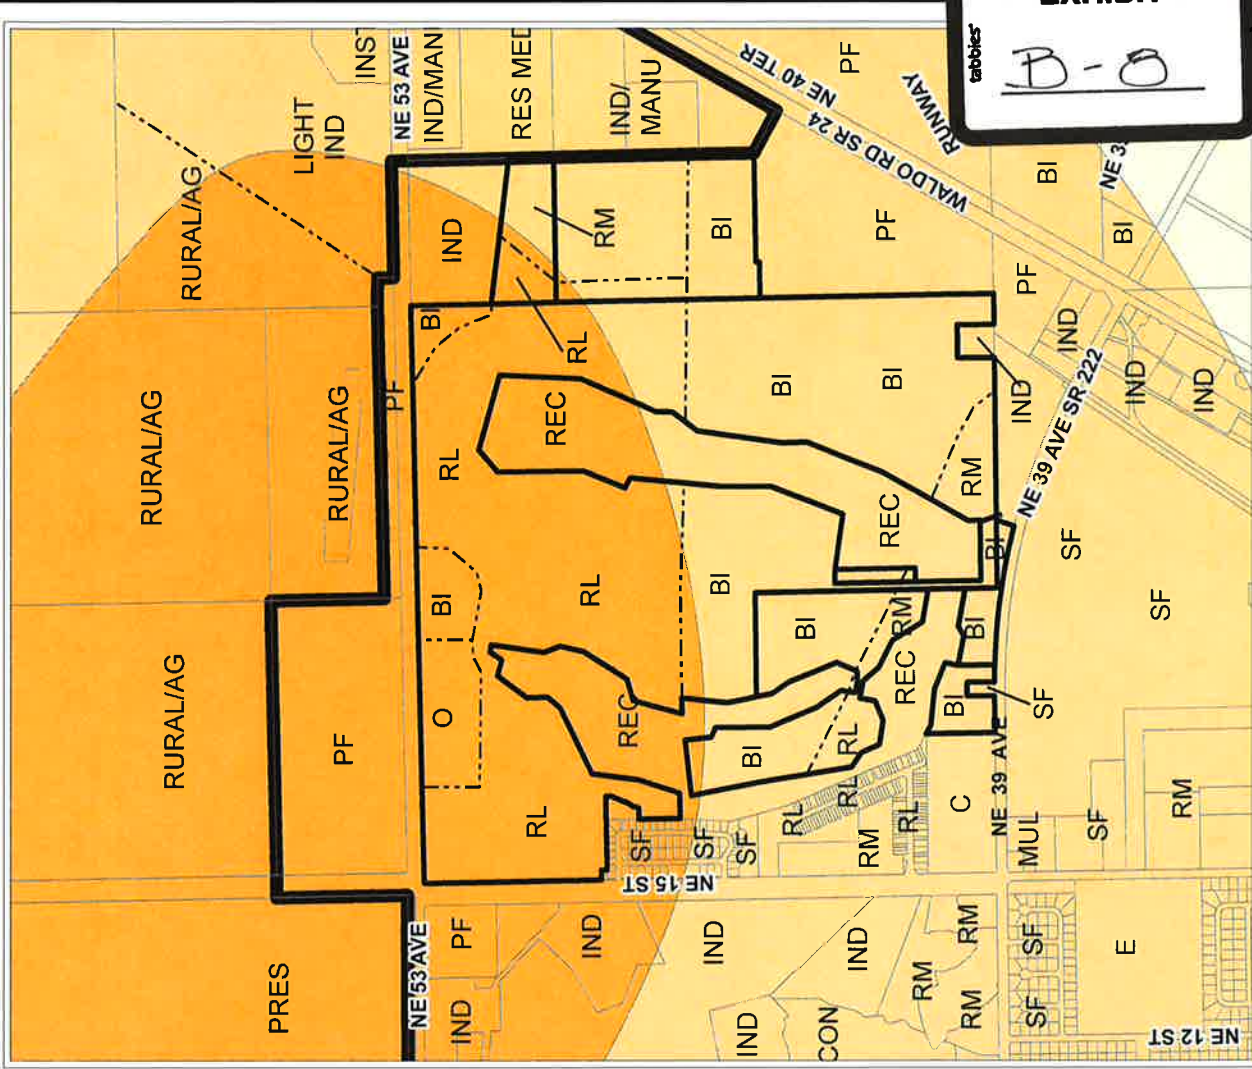 EXHIBIT
tabbies
B - 8
RURAL/AG
RURAL/AG
RURAL/AG
PRES
PF
RURAL/AG
LIGHT
IND
INST
NE 53 AVE
NE 53 AVE
PF
IND/MANU
IND
PF
O
BI
RL
BI
IND
RES MED
RL
REC
RL
RM
IND
RL
REC
IND/
MANU
SF
SF
SF
NE 15 ST
IND
BI
BI
BI
IND
RL
BI
BI
RL
RL
BI
PF
NE 40 TER
WALDO RD SR 24
RUNWAY
CON
IND
RM
RL
RM
REC
REC
RM
RL
PF
RM
RM
RM
C
BI
BI
BI
RM
IND
PF
NE 39 AVE
NE 39 AVE SR 222
SF
SF
MUL
SF
SF
IND
BI
NE 3
E
SF
SF
IND
BI
NE 12 ST
RM
IND